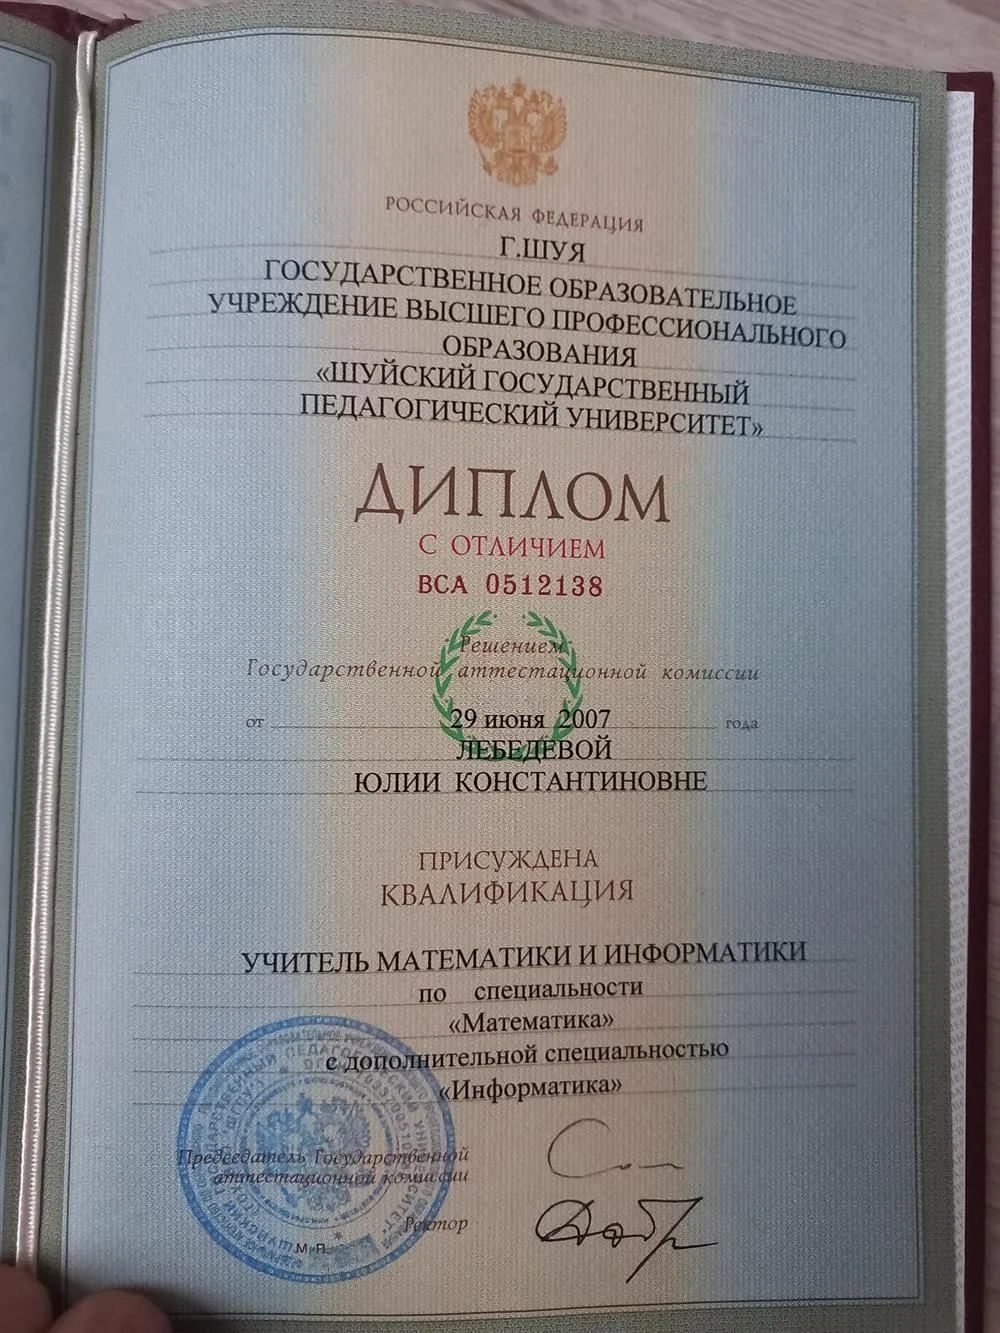 РОССИЙСКАЯ ФЕДЕРАЦИЯ
Г.ШУЯ
ГОСУДАРСТВЕННОЕ ОБРАЗОВАТЕЛЬНОЕ
УЧРЕЖДЕНИЕ ВЫСШЕГО ПРОФЕССИОНАЛЬНОГО
ОБРАЗОВАНИЯ
«ШУЙСКИЙ ГОСУДАРСТВЕННЫЙ
ПЕДАГОГИЧЕСКИЙ УНИВЕРСИТЕТ»
ДИПЛОМ
С ОТЛИЧИЕМ
ВСА 0512138
Решением
Государственной аттестационной комиссии
от 29 июня 2007 года
ЛЕБЕДЕВОЙ
ЮЛИИ КОНСТАНТИНОВНЕ
ПРИСУЖДЕНА
КВАЛИФИКАЦИЯ
УЧИТЕЛЬ МАТЕМАТИКИ И ИНФОРМАТИКИ
по специальности
«Математика»
с дополнительной специальностью
«Информатика»
Председатель Государственной
аттестационной комиссии
Ректор
М.П.